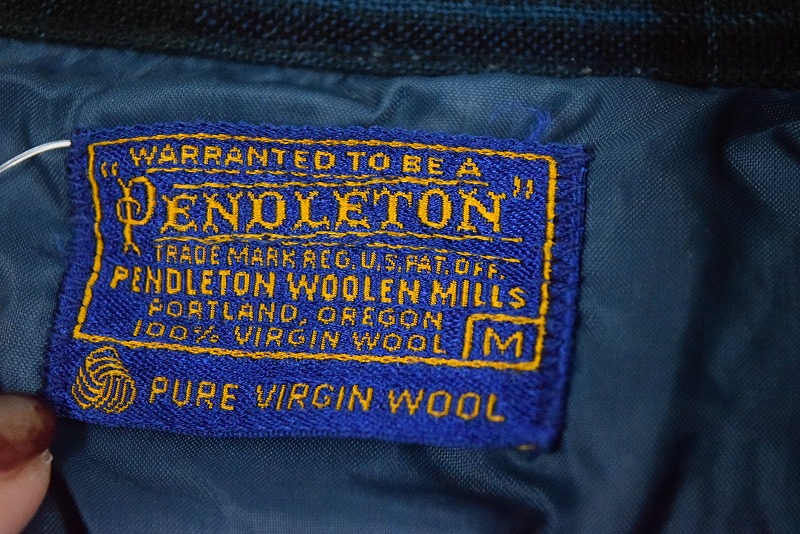 WARRANTED TO BE A
"PENDLETON"
TRADE MARK REG. U.S. PAT. OFF.
PENDLETON WOOLEN MILLS
PORTLAND, OREGON
100% VIRGIN WOOL
M
PURE VIRGIN WOOL